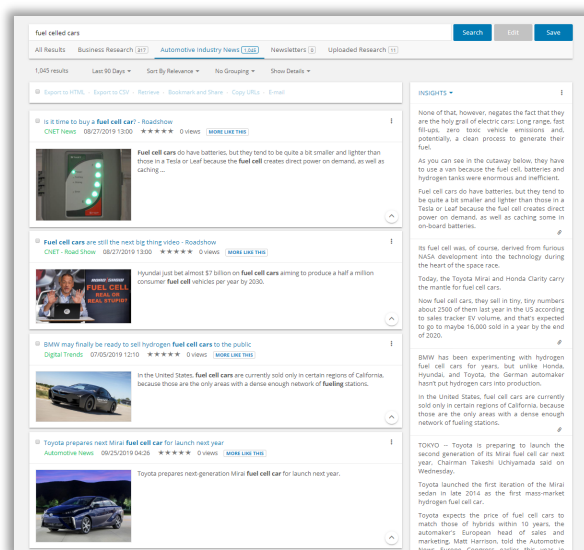 fuel celled cars
Search Edit Save
All Results Business Research 317 Automotive Industry News 1,045 Newsletters 0 Uploaded Research
1,045 results Last 90 Days Sort By Relevance No Grouping Show Details
Export to HTML - Export to CSV - Retrieve - Bookmark and Share - Copy URLs - E-mail
Is it time to buy a fuel cell car? - Roadshow
CNET News 08/27/2019 13:00 ★★★★★ 0 views MORE LIKE THIS
Fuel cell cars do have batteries, but they tend to be quite a bit smaller and lighter than
those in a Tesla or Leaf because the fuel cell creates direct power on demand, as well as
caching ...
Fuel cell cars are still the next big thing video - Roadshow
CNET - Road Show 08/27/2019 13:00 ★★★★★ 0 views MORE LIKE THIS
FUEL CELL
REAL OR
REAL STUPID?
Hyundai just bet almost $7 billion on fuel cell cars aiming to produce a half a million
consumer fuel cell vehicles per year by 2030.
BMW may finally be ready to sell hydrogen fuel cell cars to the public
Digital Trends 07/05/2019 12:10 ★★★★★ 0 views MORE LIKE THIS
In the United States, fuel cell cars are currently sold only in certain regions of California,
because those are the only areas with a dense enough network of fueling stations.
Toyota prepares next Mirai fuel cell car for launch next year
Automotive News 09/25/2019 04:26 ★★★★★ 0 views MORE LIKE THIS
Toyota prepares next-generation Mirai fuel cell car for launch next year.
INSIGHTS
None of that, however, negates the fact that they
are the holy grail of electric cars: Long range, fast
fill-ups, zero toxic vehicle emissions and,
potentially, a clean process to generate their
fuel.
As you can see in the cutaway below, they have
to use a van because the fuel cell, batteries and
hydrogen tanks were enormous and inefficient.
Fuel cell cars do have batteries, but they tend to
be quite a bit smaller and lighter than those in a
Tesla or Leaf because the fuel cell creates direct
power on demand, as well as caching some in
on-board batteries.
Its fuel cell was, of course, derived from furious
NASA development into the technology during
the heart of the space race.
Today, the Toyota Mirai and Honda Clarity carry
the mantle for fuel cell cars.
Now fuel cell cars, they sell in tiny, tiny numbers
about 2500 of them last year in the US according
to sales tracker EV volume, and that's expected
to go to maybe 16,000 sold in a year by the end
of 2020.
BMW has been experimenting with hydrogen
fuel cell cars for years, but unlike Honda,
Hyundai, and Toyota, the German automaker
hasn't put hydrogen cars into production.
In the United States, fuel cell cars are currently
sold only in certain regions of California, because
those are the only areas with a dense enough
network of fueling stations.
TOKYO -- Toyota is preparing to launch the
second generation of its Mirai fuel cell car next
year, Chairman Takeshi Uchiyamada said on
Wednesday.
Toyota launched the first iteration of the Mirai
sedan in late 2014 as the first mass-market
hydrogen fuel cell car.
Toyota expects the price of fuel cell cars to
match those of hybrids within 10 years, the
automaker's European head of sales and
marketing, Matt Harrison, told the Automotive
News Europe Congress earlier this year in